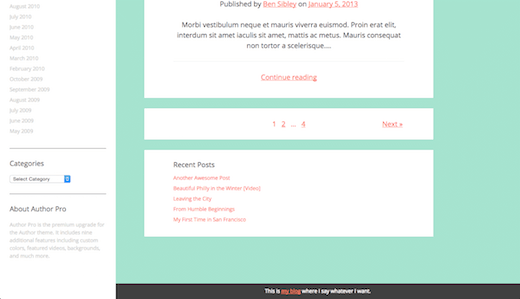 August 2010
July 2010
June 2010
May 2010
April 2010
March 2010
February 2010
October 2009
September 2009
August 2009
July 2009
June 2009
May 2009
Categories
Select Category
About Author Pro
Author Pro is the premium upgrade for
the Author theme. It includes nine
additional features including custom
colors, featured videos, backgrounds,
and much more.
Published by Ben Sibley on January 5, 2013
Morbi vestibulum neque et mauris viverra euismod. Proin erat elit,
interdum sit amet iaculis sit amet, mattis ac metus. Mauris consequat
non tortor a scelerisque....
Continue reading
1 2 ... 4 Next »
Recent Posts
Another Awesome Post
Beautiful Philly in the Winter (Video)
Leaving the City
From Humble Beginnings
My First Time in San Francisco
This is my blog where I say whatever I want.